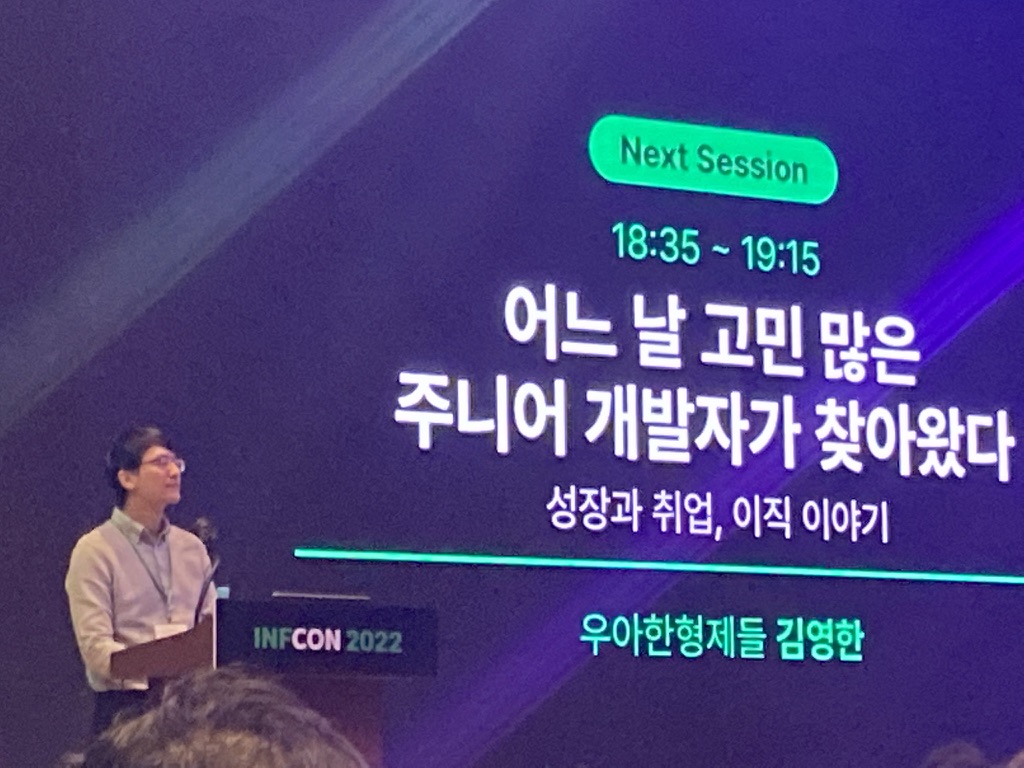 Next Session
18:35 ~ 19:15
어느 날 고민 많은
주니어 개발자가 찾아왔다
성장과 취업, 이직 이야기
우아한형제들 김영한
INFCON 2022